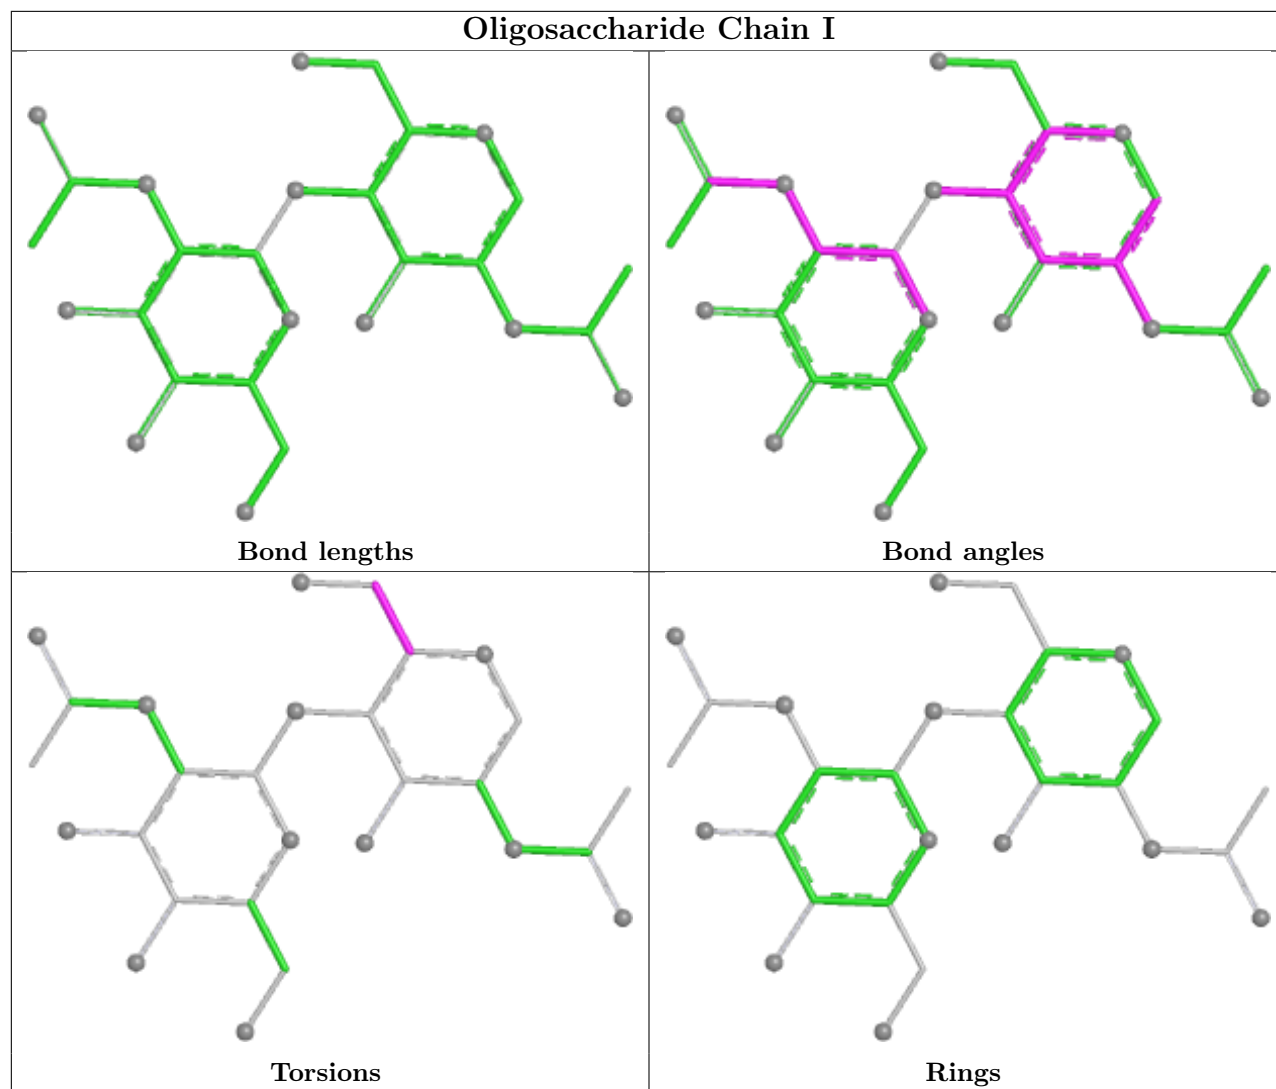 Oligosaccharide Chain I
Bond lengths
Bond angles
Torsions
Rings